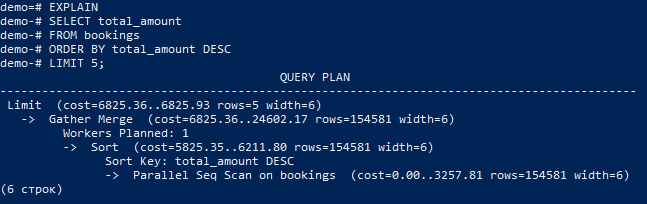 demo=# EXPLAIN
demo-# SELECT total_amount
demo-# FROM bookings
demo-# ORDER BY total_amount DESC
demo-# LIMIT 5;
                                         QUERY PLAN
--------------------------------------------------------------------------------------------
 Limit  (cost=6825.36..6825.93 rows=5 width=6)
   ->  Gather Merge  (cost=6825.36..24602.17 rows=154581 width=6)
         Workers Planned: 1
         ->  Sort  (cost=5825.35..6211.80 rows=154581 width=6)
               Sort Key: total_amount DESC
               ->  Parallel Seq Scan on bookings  (cost=0.00..3257.81 rows=154581 width=6)
(6 строк)